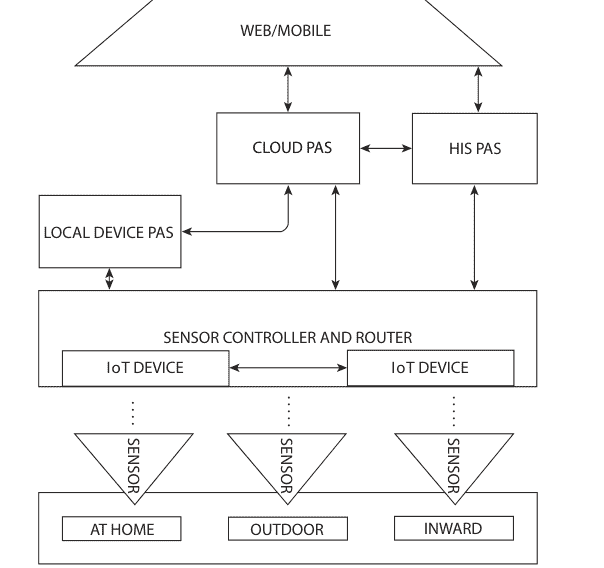 WEB/MOBILE
CLOUD PAS
HIS PAS
LOCAL DEVICE PAS
SENSOR CONTROLLER AND ROUTER
IoT DEVICE
IoT DEVICE
SENSOR
SENSOR
SENSOR
AT HOME
OUTDOOR
INWARD